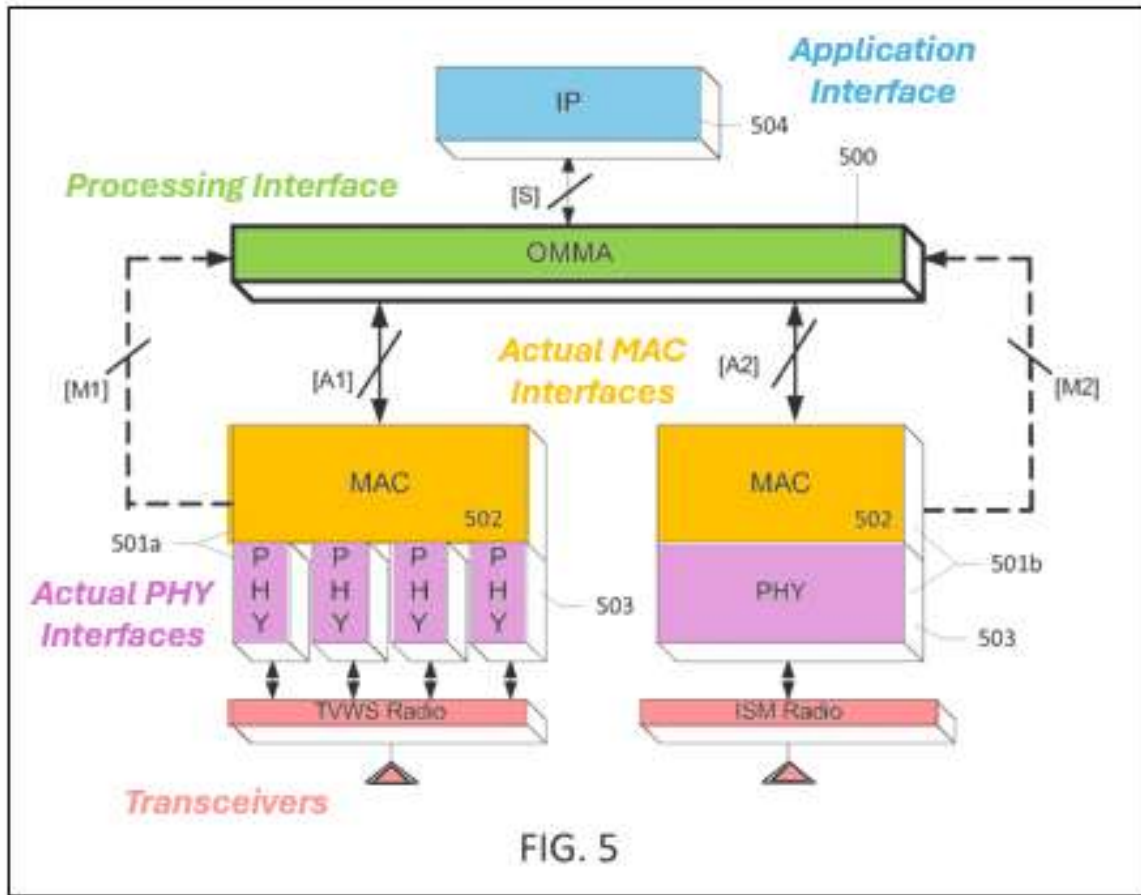 Application
Interface
IP
504
500
Processing Interface
[S]
OMMA
[M1]
[A1]
Actual MAC
Interfaces
[A2]
[M2]
MAC
502
MAC
502
501a
501b
P
H
Y
P
H
Y
P
H
Y
P
H
Y
PHY
Actual PHY
Interfaces
503
503
TVWS Radio
ISM Radio
Transceivers
FIG. 5